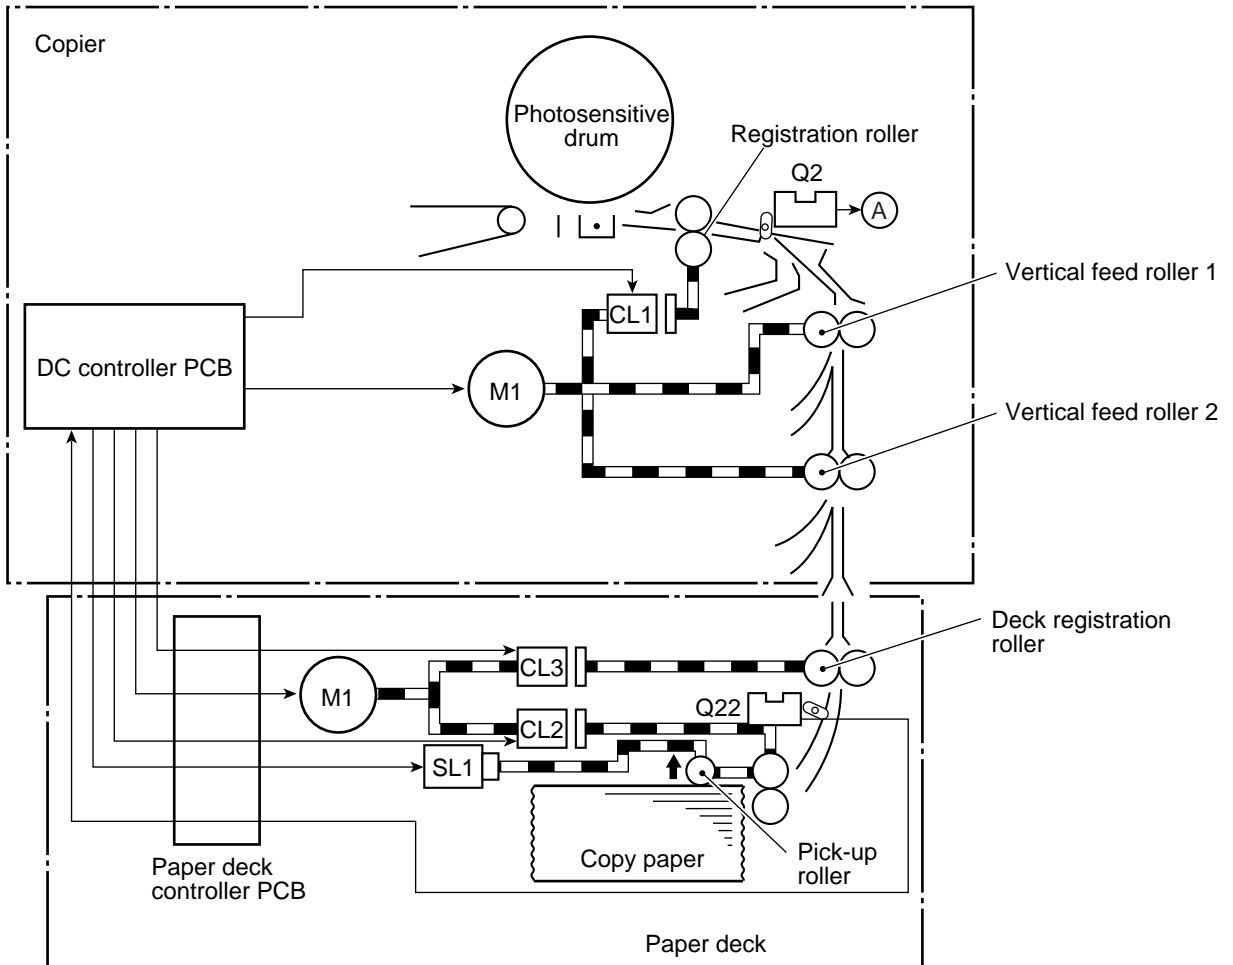 Copier
Photosensitive
drum
Registration roller
Q2
A
Vertical feed roller 1
CL1
DC controller PCB
M1
Vertical feed roller 2
Deck registration
roller
CL3
M1
Q22
CL2
SL1
Copy paper
Pick-up
roller
Paper deck
controller PCB
Paper deck